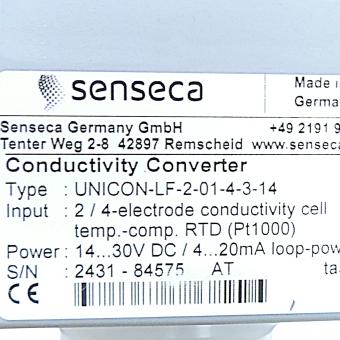 senseca Made in
Germa
Senseca Germany GmbH +49 2191 9
Tenter Weg 2-8 42897 Remscheid www.senseca
Conductivity Converter
Type : UNICON-LF-2-01-4-3-14
Input : 2 / 4-electrode conductivity cell
temp.-comp. RTD (Pt1000)
Power : 14...30V DC / 4...20mA loop-pow
S/N : 2431 - 84575 AT ta
CE